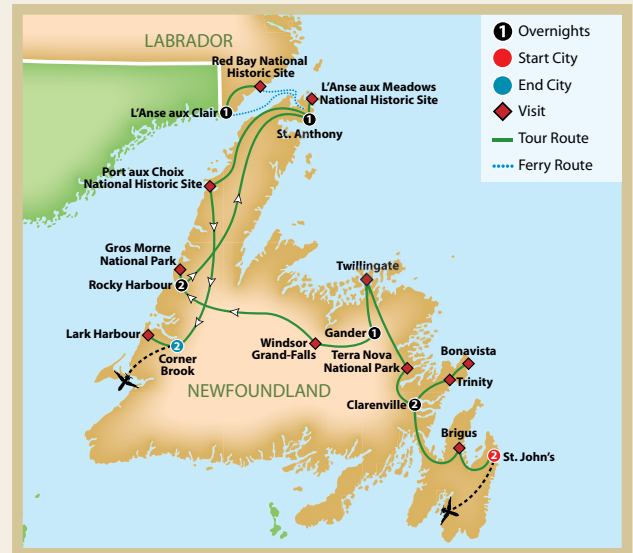 LABRADOR
Red Bay National
Historic Site
L'Anse aux Meadows
National Historic Site
L'Anse aux Clair 1
1
St. Anthony
Port aux Choix
National Historic Site
Gros Morne
National Park
Rocky Harbour 2
Twillingate
Lark Harbour
2
Corner
Brook
Windsor
Grand-Falls
Gander 1
Terra Nova
National Park
Bonavista
Trinity
NEWFOUNDLAND
Clarenville 2
Brigus
2 St. John's
1 Overnights
Start City
End City
Visit
Tour Route
Ferry Route